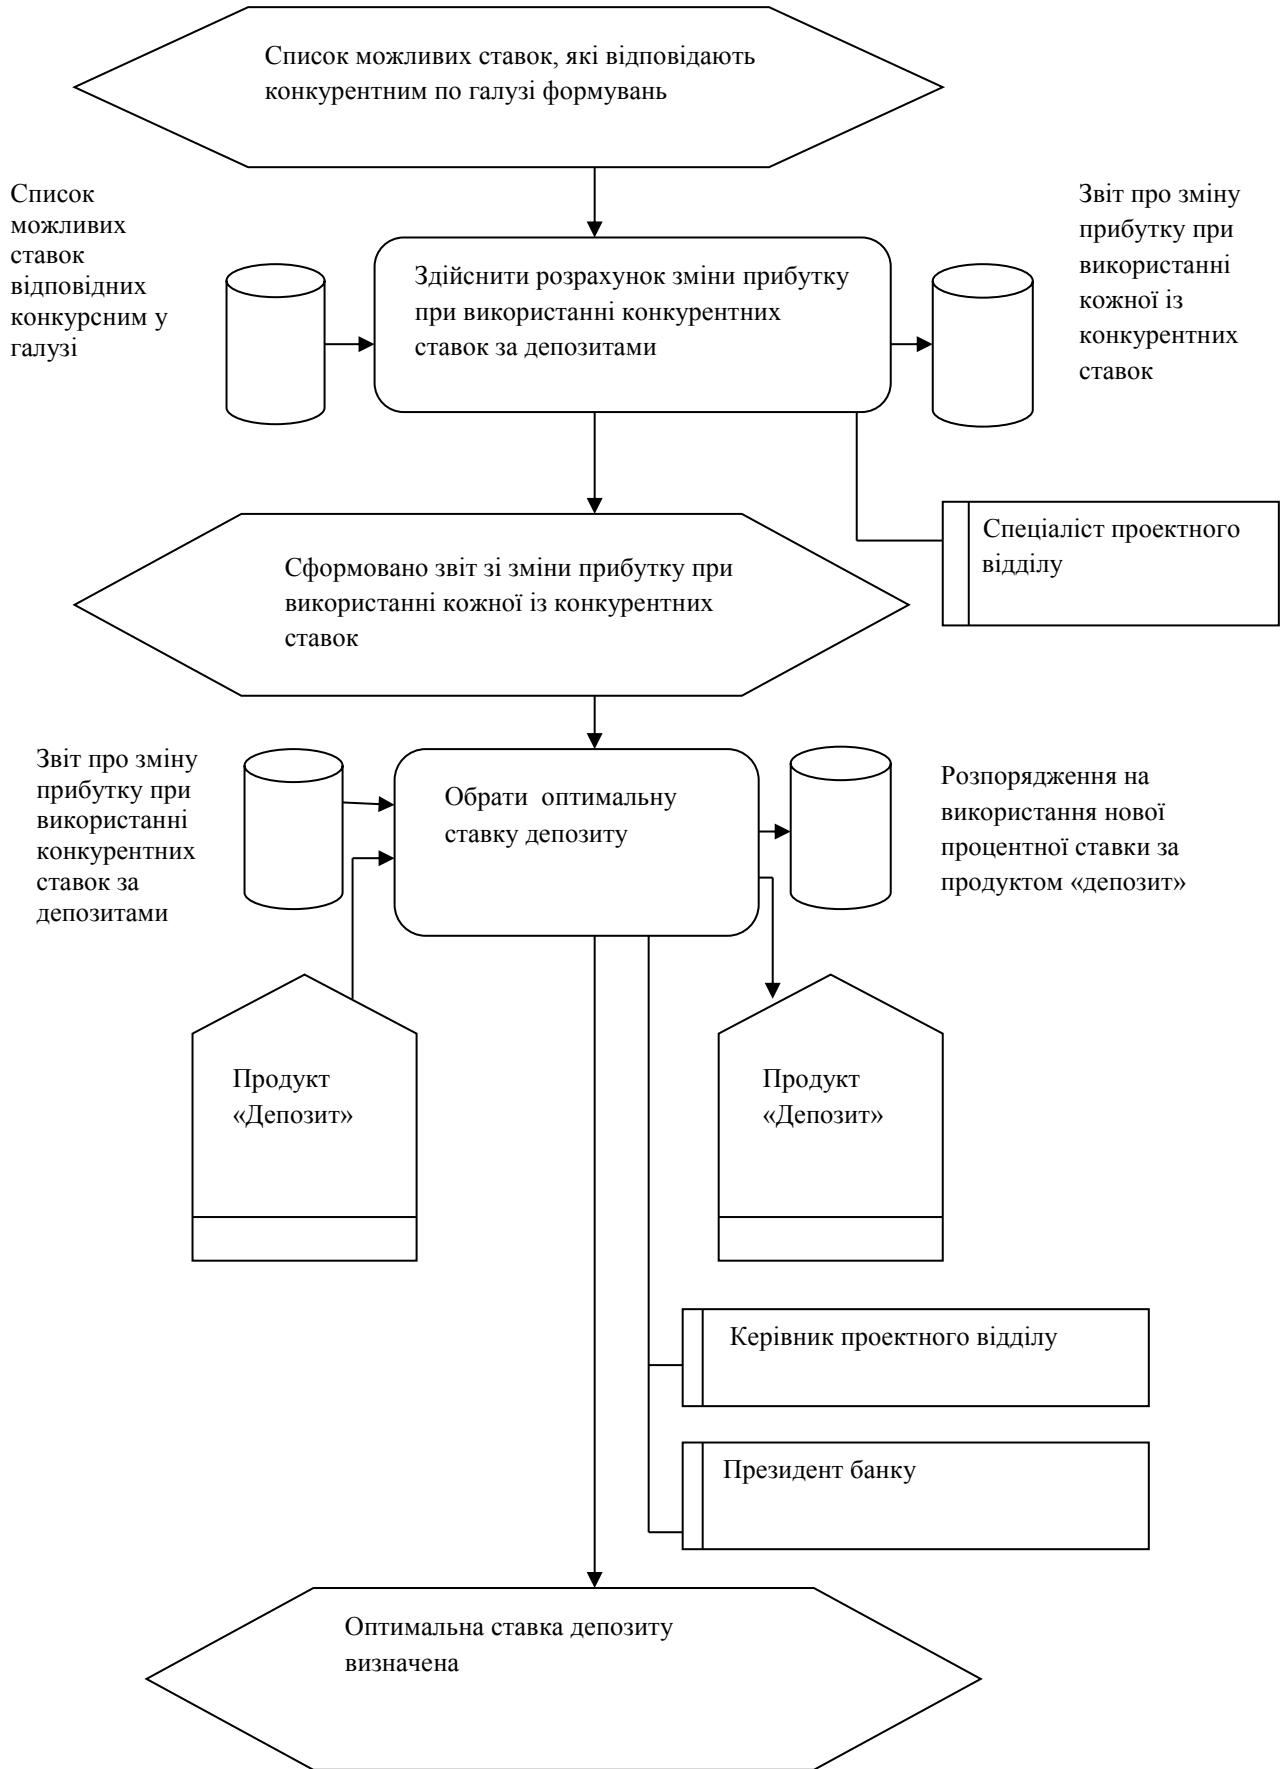 Список можливих ставок, які відповідають
конкурентним по галузі формувань
Список
можливих
ставок
відповідних
конкурсним у
галузі
Здійснити розрахунок зміни прибутку
при використанні конкурентних
ставок за депозитами
Звіт про зміну
прибутку при
використанні
кожної із
конкурентних
ставок
Спеціаліст проектного
відділу
Сформовано звіт зі зміни прибутку при
використанні кожної із конкурентних
ставок
Звіт про зміну
прибутку при
використанні
конкурентних
ставок за
депозитами
Обрати оптимальну
ставку депозиту
Розпорядження на
використання нової
процентної ставки за
продуктом «депозит»
Продукт
«Депозит»
Продукт
«Депозит»
Керівник проектного відділу
Президент банку
Оптимальна ставка депозиту
визначена